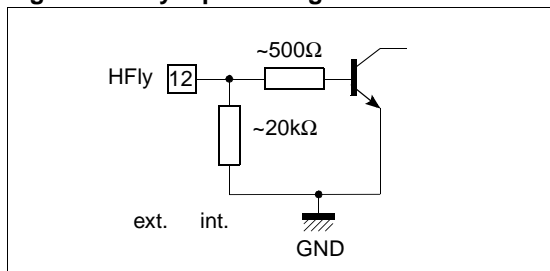 ~500Ω
HFly 12
~20kΩ
ext. int.
GND